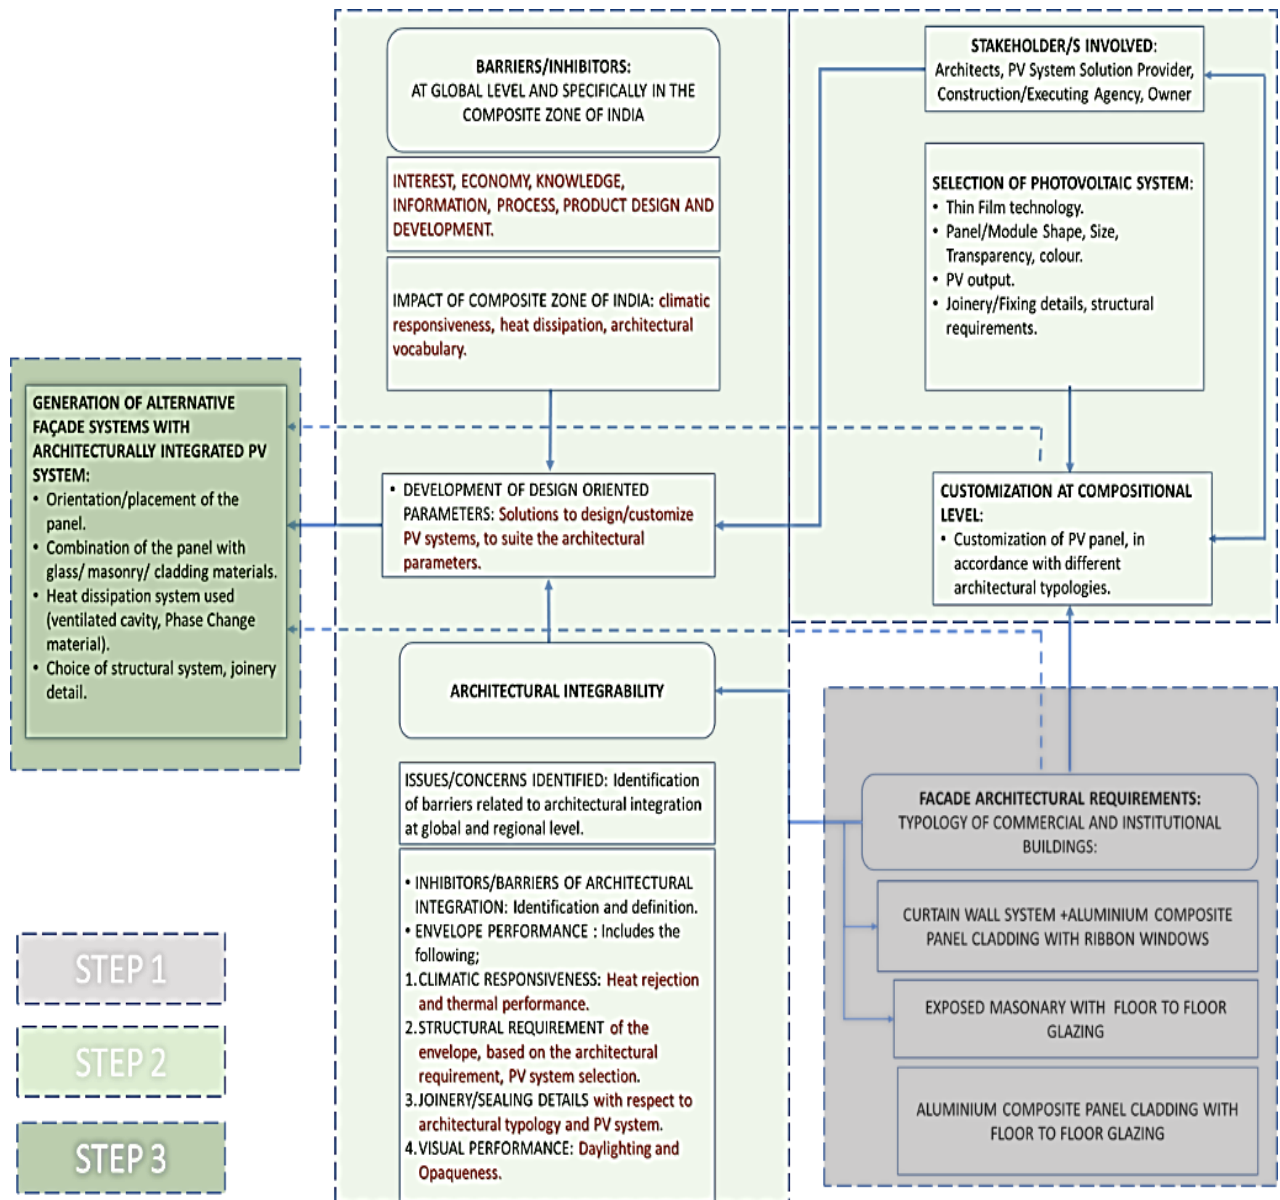 BARRIERS/INHIBITORS:
AT GLOBAL LEVEL AND SPECIFICALLY IN THE
COMPOSITE ZONE OF INDIA
INTEREST, ECONOMY, KNOWLEDGE,
INFORMATION, PROCESS, PRODUCT DESIGN AND
DEVELOPMENT.
IMPACT OF COMPOSITE ZONE OF INDIA: climatic
responsiveness, heat dissipation, architectural
vocabulary.
STAKEHOLDER/S INVOLVED:
Architects, PV System Solution Provider,
Construction/Executing Agency, Owner
SELECTION OF PHOTOVOLTAIC SYSTEM:
• Thin Film technology.
• Panel/Module Shape, Size,
Transparency, colour.
• PV output.
• Joinery/Fixing details, structural
requirements.
GENERATION OF ALTERNATIVE
FAÇADE SYSTEMS WITH
ARCHITECTURALLY INTEGRATED PV
SYSTEM:
• Orientation/placement of the
panel.
• Combination of the panel with
glass/ masonry/ cladding materials.
• Heat dissipation system used
(ventilated cavity, Phase Change
material).
• Choice of structural system, joinery
detail.
• DEVELOPMENT OF DESIGN ORIENTED
PARAMETERS: Solutions to design/customize
PV systems, to suite the architectural
parameters.
CUSTOMIZATION AT COMPOSITIONAL
LEVEL:
• Customization of PV panel, in
accordance with different
architectural typologies.
ARCHITECTURAL INTEGRABILITY
ISSUES/CONCERNS IDENTIFIED: Identification
of barriers related to architectural integration
at global and regional level.
• INHIBITORS/BARRIERS OF ARCHITECTURAL
INTEGRATION: Identification and definition.
• ENVELOPE PERFORMANCE : Includes the
following;
1. CLIMATIC RESPONSIVENESS: Heat rejection
and thermal performance.
2. STRUCTURAL REQUIREMENT of the
envelope, based on the architectural
requirement, PV system selection.
3. JOINERY/SEALING DETAILS with respect to
architectural typology and PV system.
4. VISUAL PERFORMANCE: Daylighting and
Opaqueness.
FACADE ARCHITECTURAL REQUIREMENTS:
TYPOLOGY OF COMMERCIAL AND INSTITUTIONAL
BUILDINGS:
CURTAIN WALL SYSTEM +ALUMINIUM COMPOSITE
PANEL CLADDING WITH RIBBON WINDOWS
EXPOSED MASONARY WITH FLOOR TO FLOOR
GLAZING
ALUMINIUM COMPOSITE PANEL CLADDING WITH
FLOOR TO FLOOR GLAZING
STEP 1
STEP 2
STEP 3